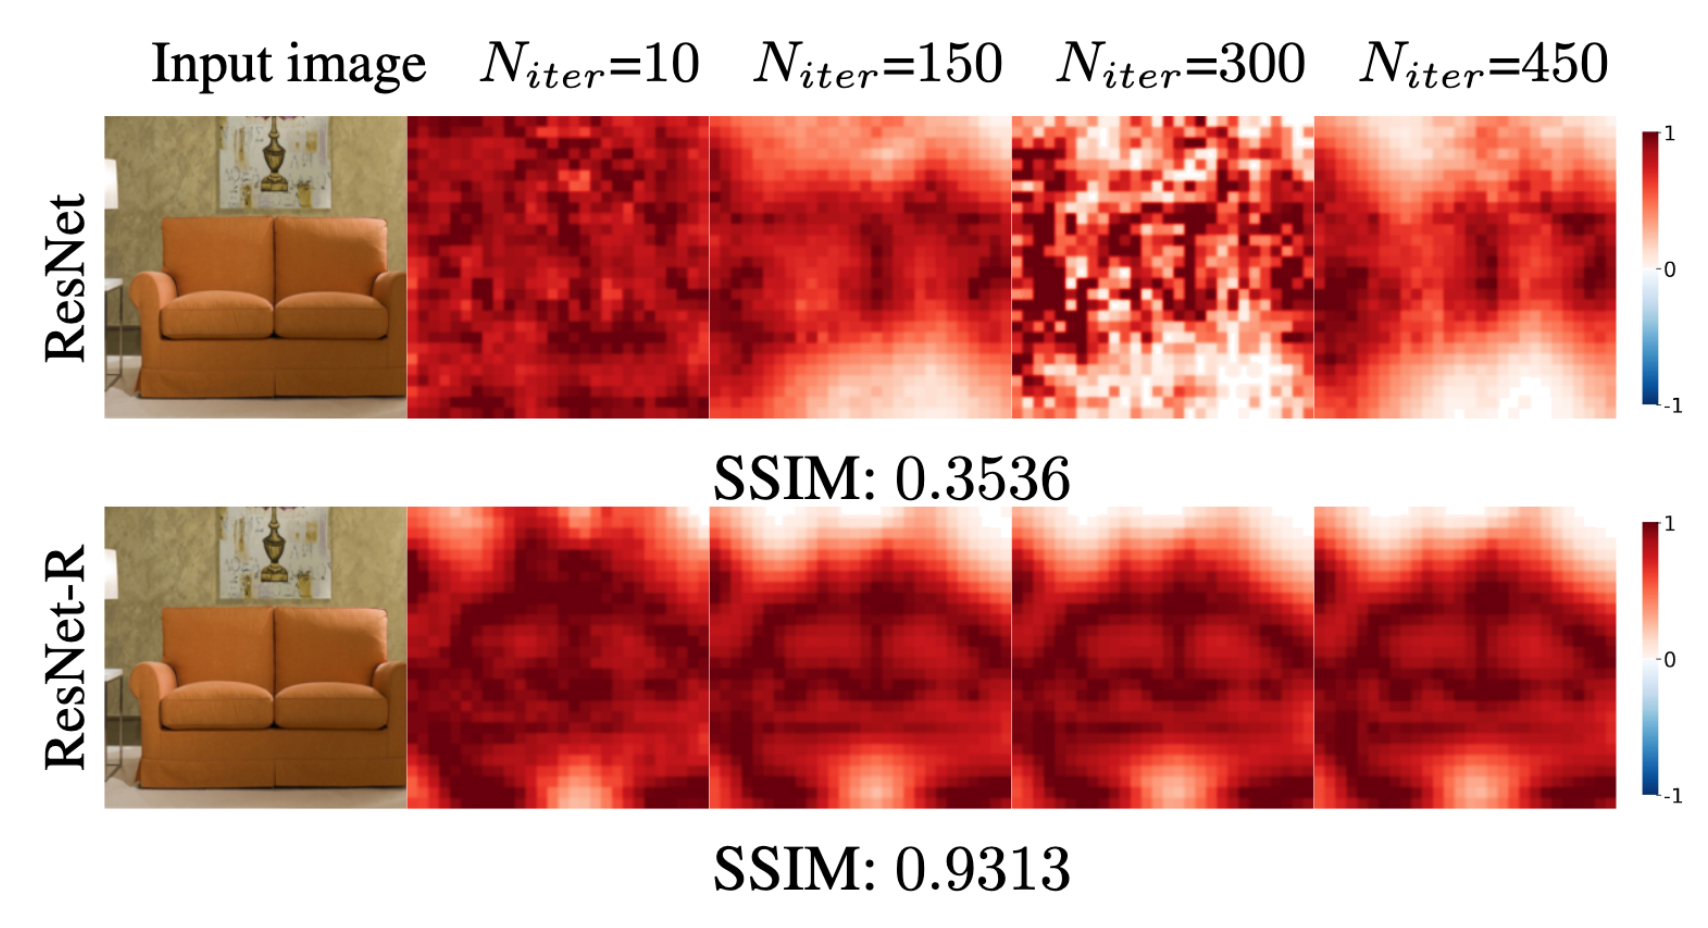 Input image N_iter=10 N_iter=150 N_iter=300 N_iter=450
ResNet
1
0
-1
SSIM: 0.3536
ResNet-R
1
0
-1
SSIM: 0.9313